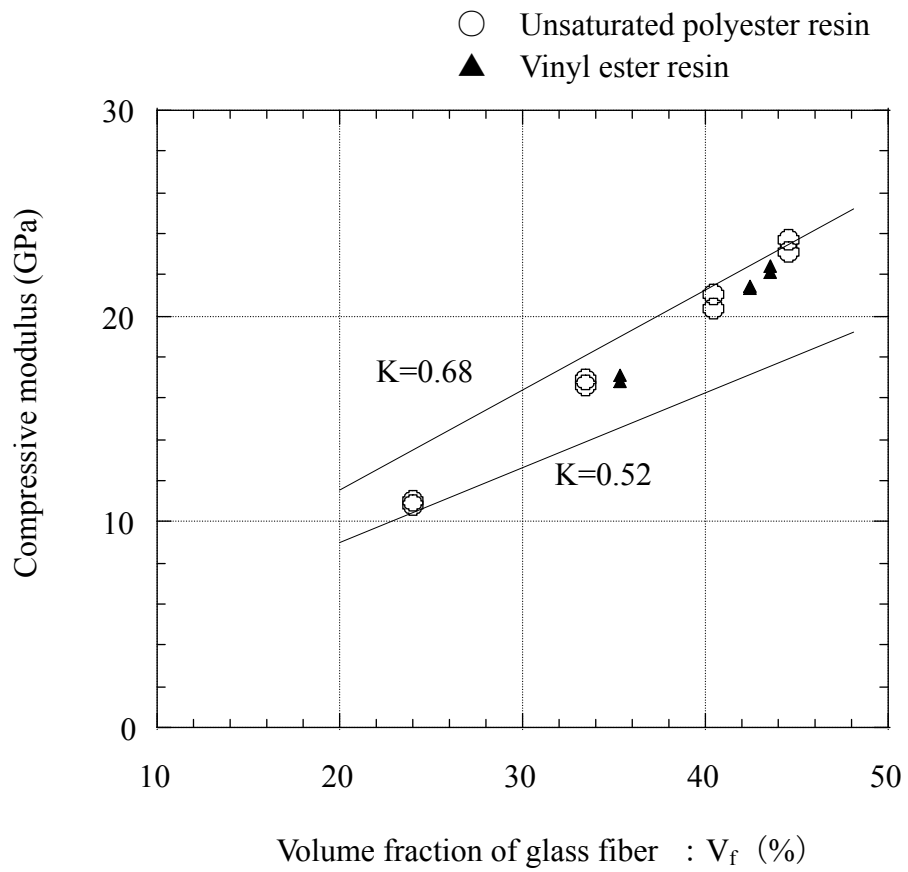 Unsaturated polyester resin
Vinyl ester resin
30
20
10
0
Compressive modulus (GPa)
K=0.68
K=0.52
10 20 30 40 50
Volume fraction of glass fiber : Vf (%)